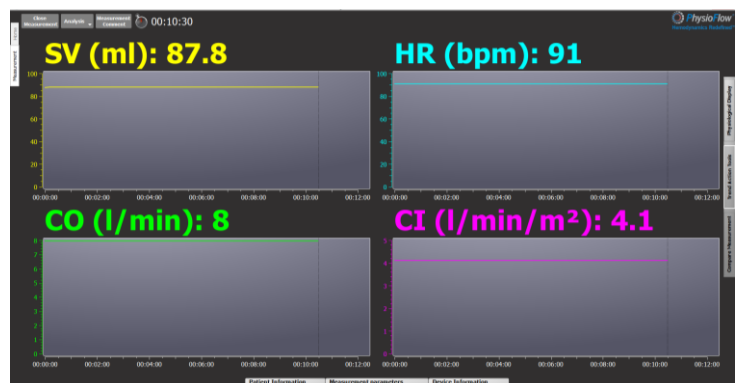 Close Measurement Analysis Measurement Comment 00:10:30
PhysioFlow
Hemodynamics Redefined
Menu
Measurement
SV (ml): 87.8
HR (bpm): 91
100
80
60
40
20
0
00:00:00 00:02:00 00:04:00 00:06:00 00:08:00 00:10:00 00:12:00
100
80
60
40
20
0
00:00:00 00:02:00 00:04:00 00:06:00 00:08:00 00:10:00 00:12:00
CO (l/min): 8
CI (l/min/m²): 4.1
8
7
6
5
4
3
2
1
0
00:00:00 00:02:00 00:04:00 00:06:00 00:08:00 00:10:00 00:12:00
5
4
3
2
1
0
00:00:00 00:02:00 00:04:00 00:06:00 00:08:00 00:10:00 00:12:00
Physiological Display
Trend Action Tools
Compare Measurement
Patient Information Measurement parameters Device Information